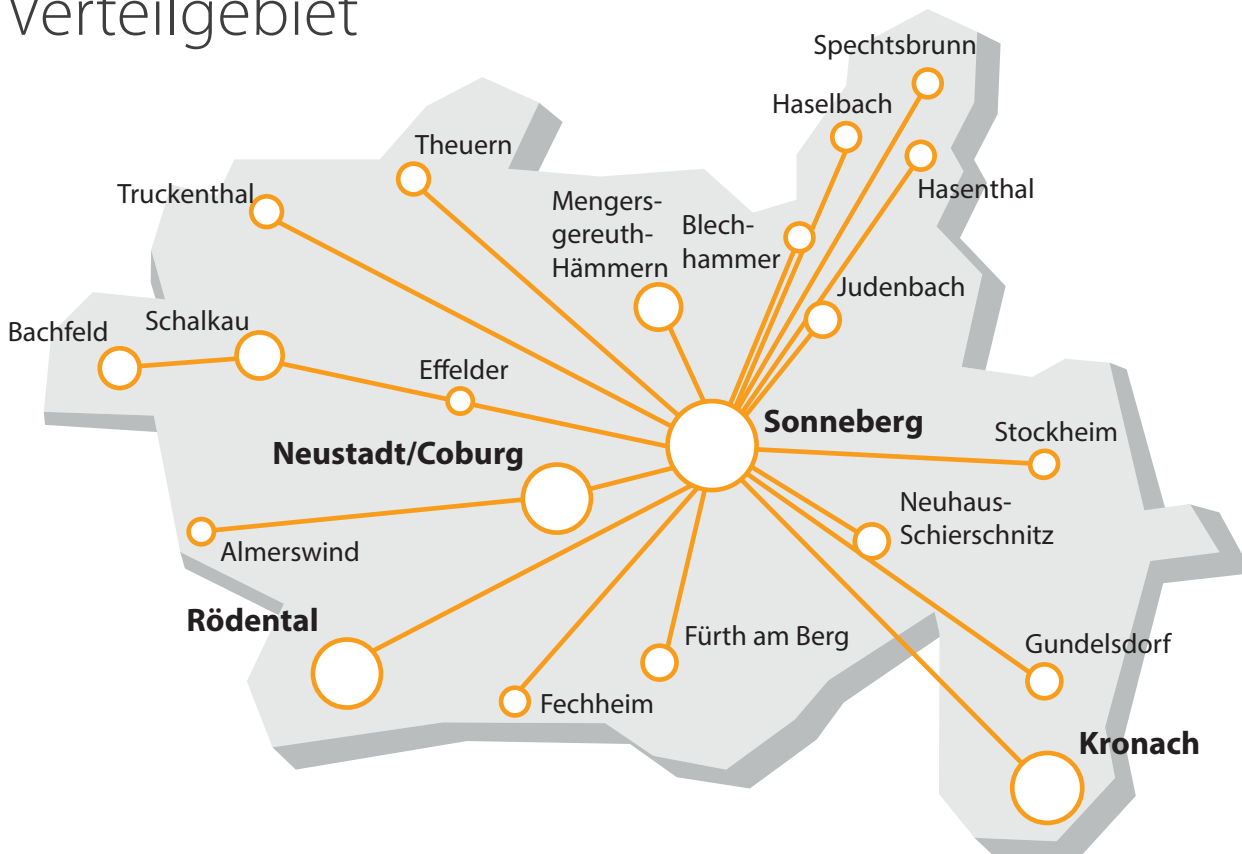 Verteilgebiet
Spechtsbrunn
Haselbach
Theuern
Hasenthal
Truckenthal
Mengers-
gereuth-
Hämmern
Blech-
hammer
Judenbach
Schalkau
Bachfeld
Effelder
Sonneberg
Stockheim
Neustadt/Coburg
Neuhaus-
Schierschnitz
Almerswind
Rödental
Fürth am Berg
Gundelsdorf
Fechheim
Kronach